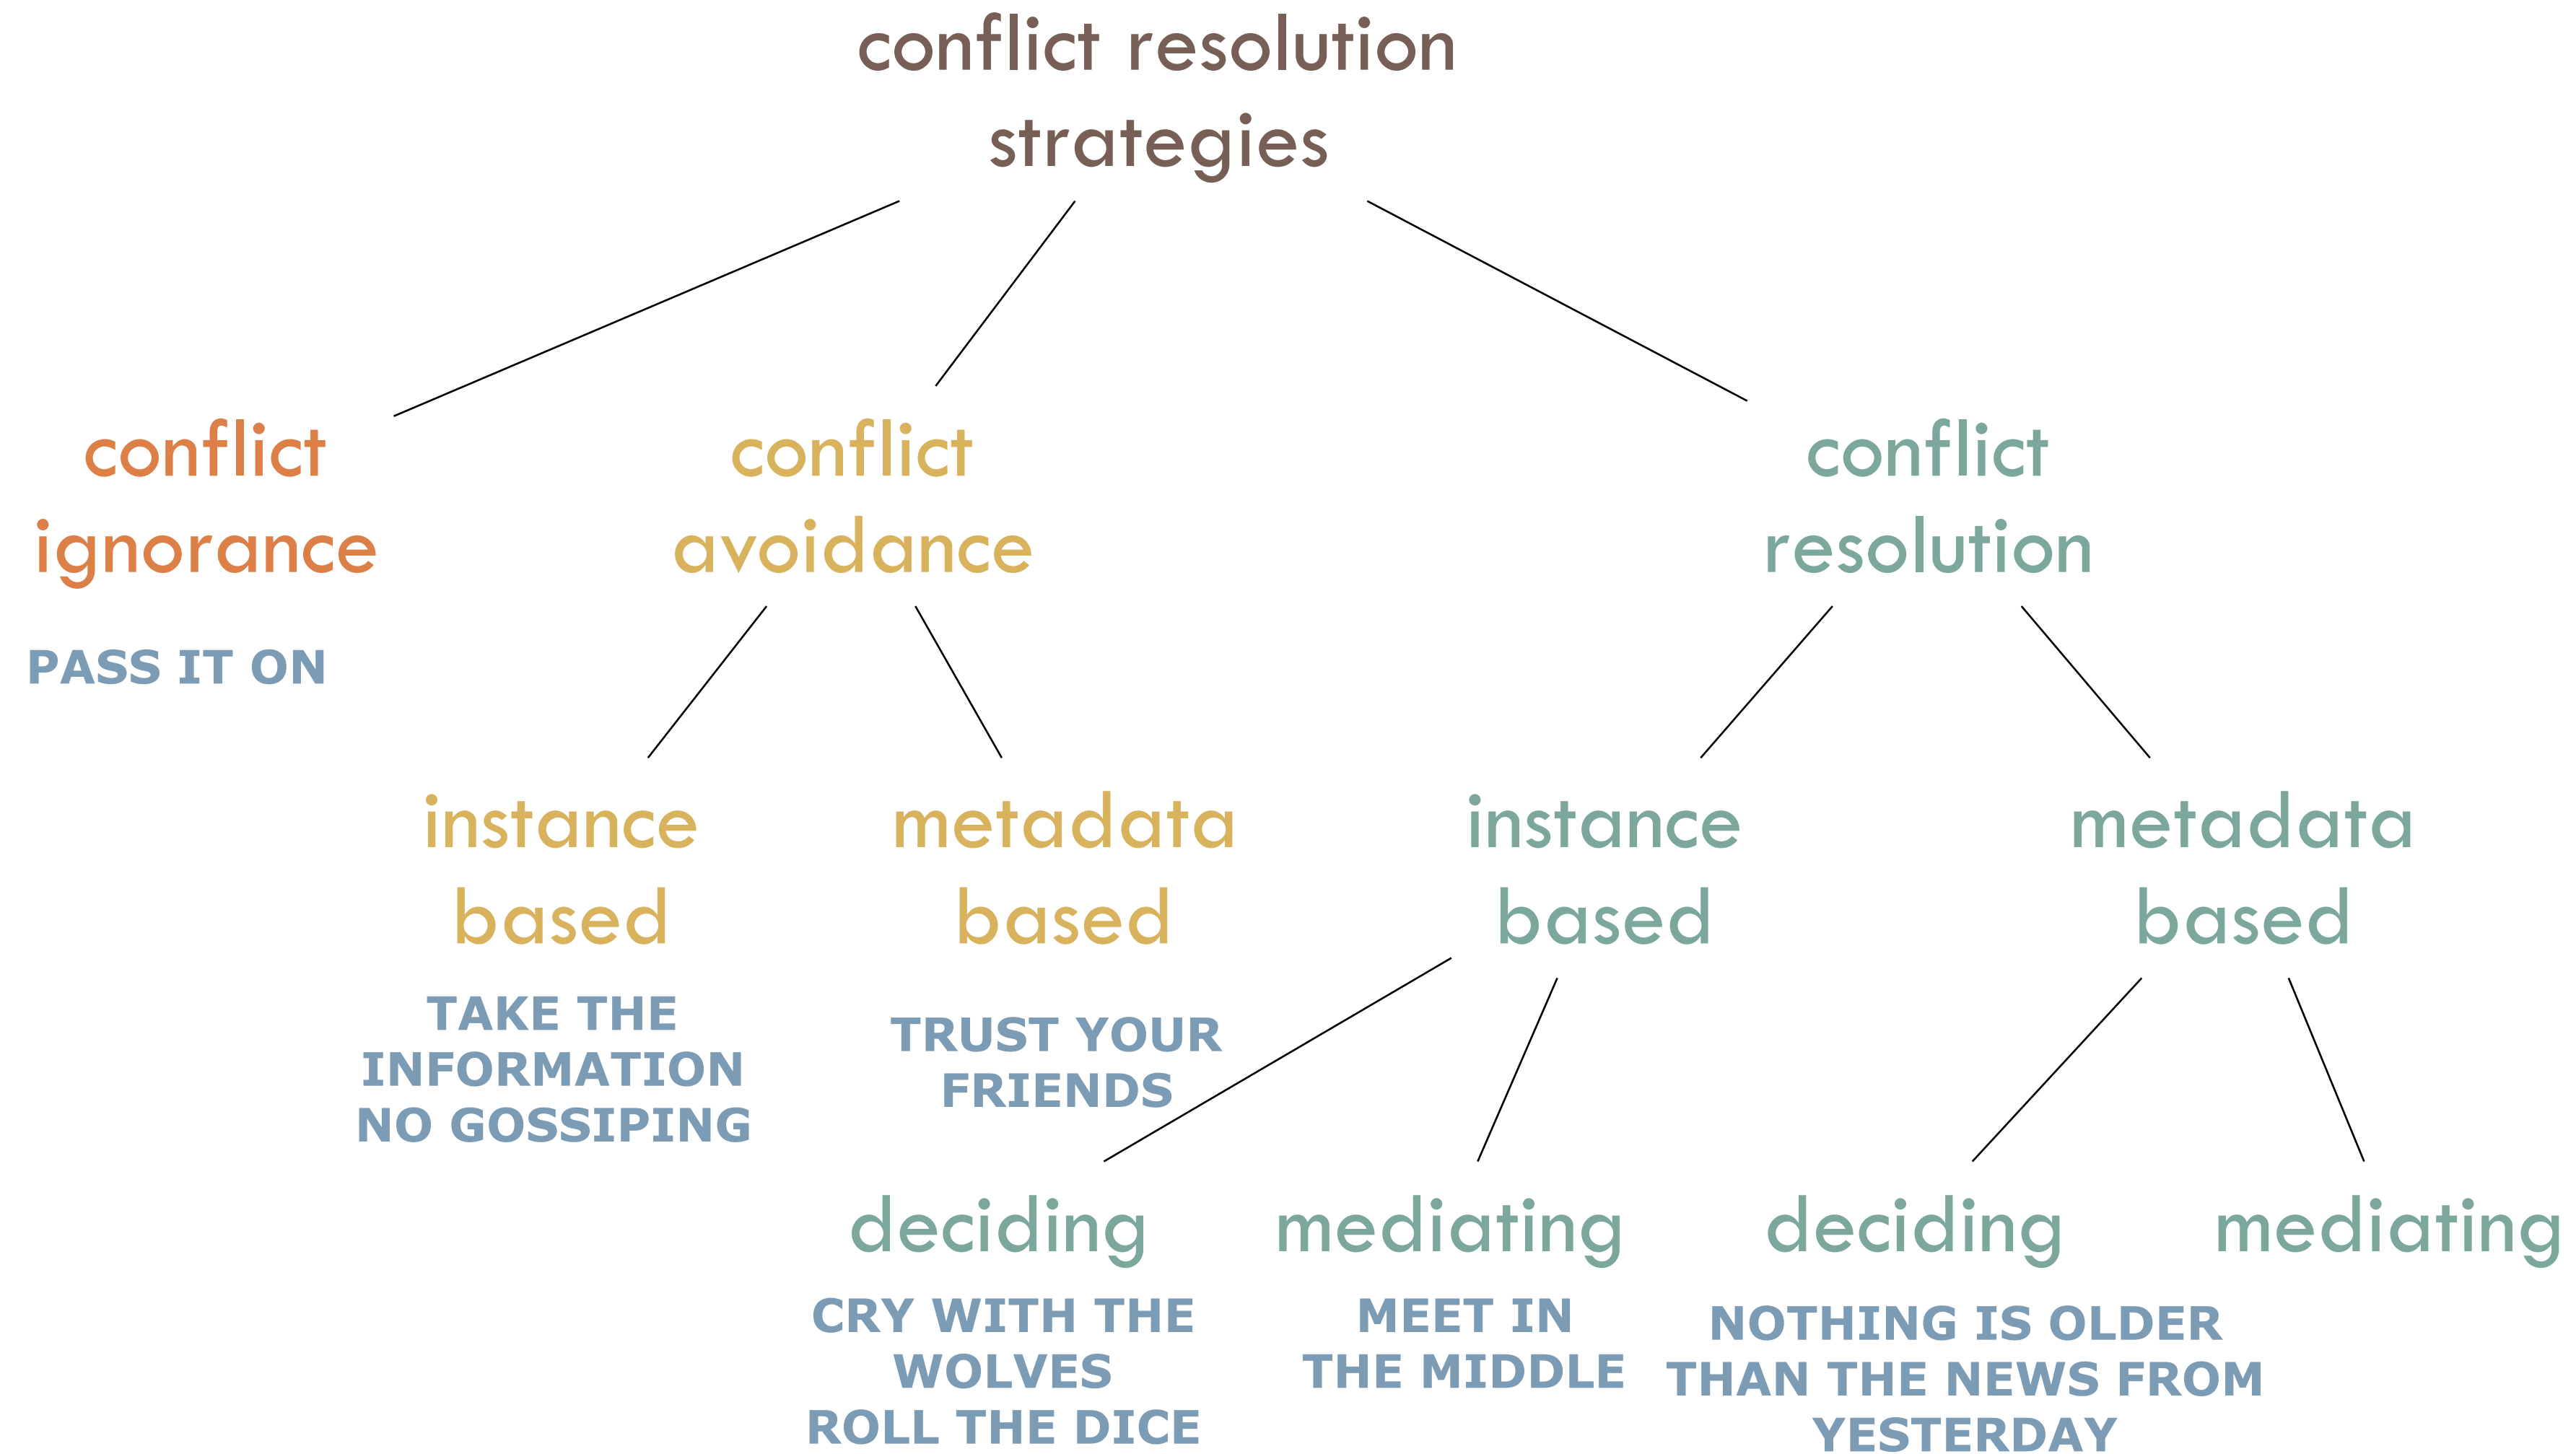 conflict resolution
strategies
conflict
ignorance
PASS IT ON
conflict
avoidance
conflict
resolution
instance
based
TAKE THE
INFORMATION
NO GOSSIPING
metadata
based
TRUST YOUR
FRIENDS
instance
based
metadata
based
deciding
CRY WITH THE
WOLVES
ROLL THE DICE
mediating
MEET IN
THE MIDDLE
deciding
NOTHING IS OLDER
THAN THE NEWS FROM
YESTERDAY
mediating